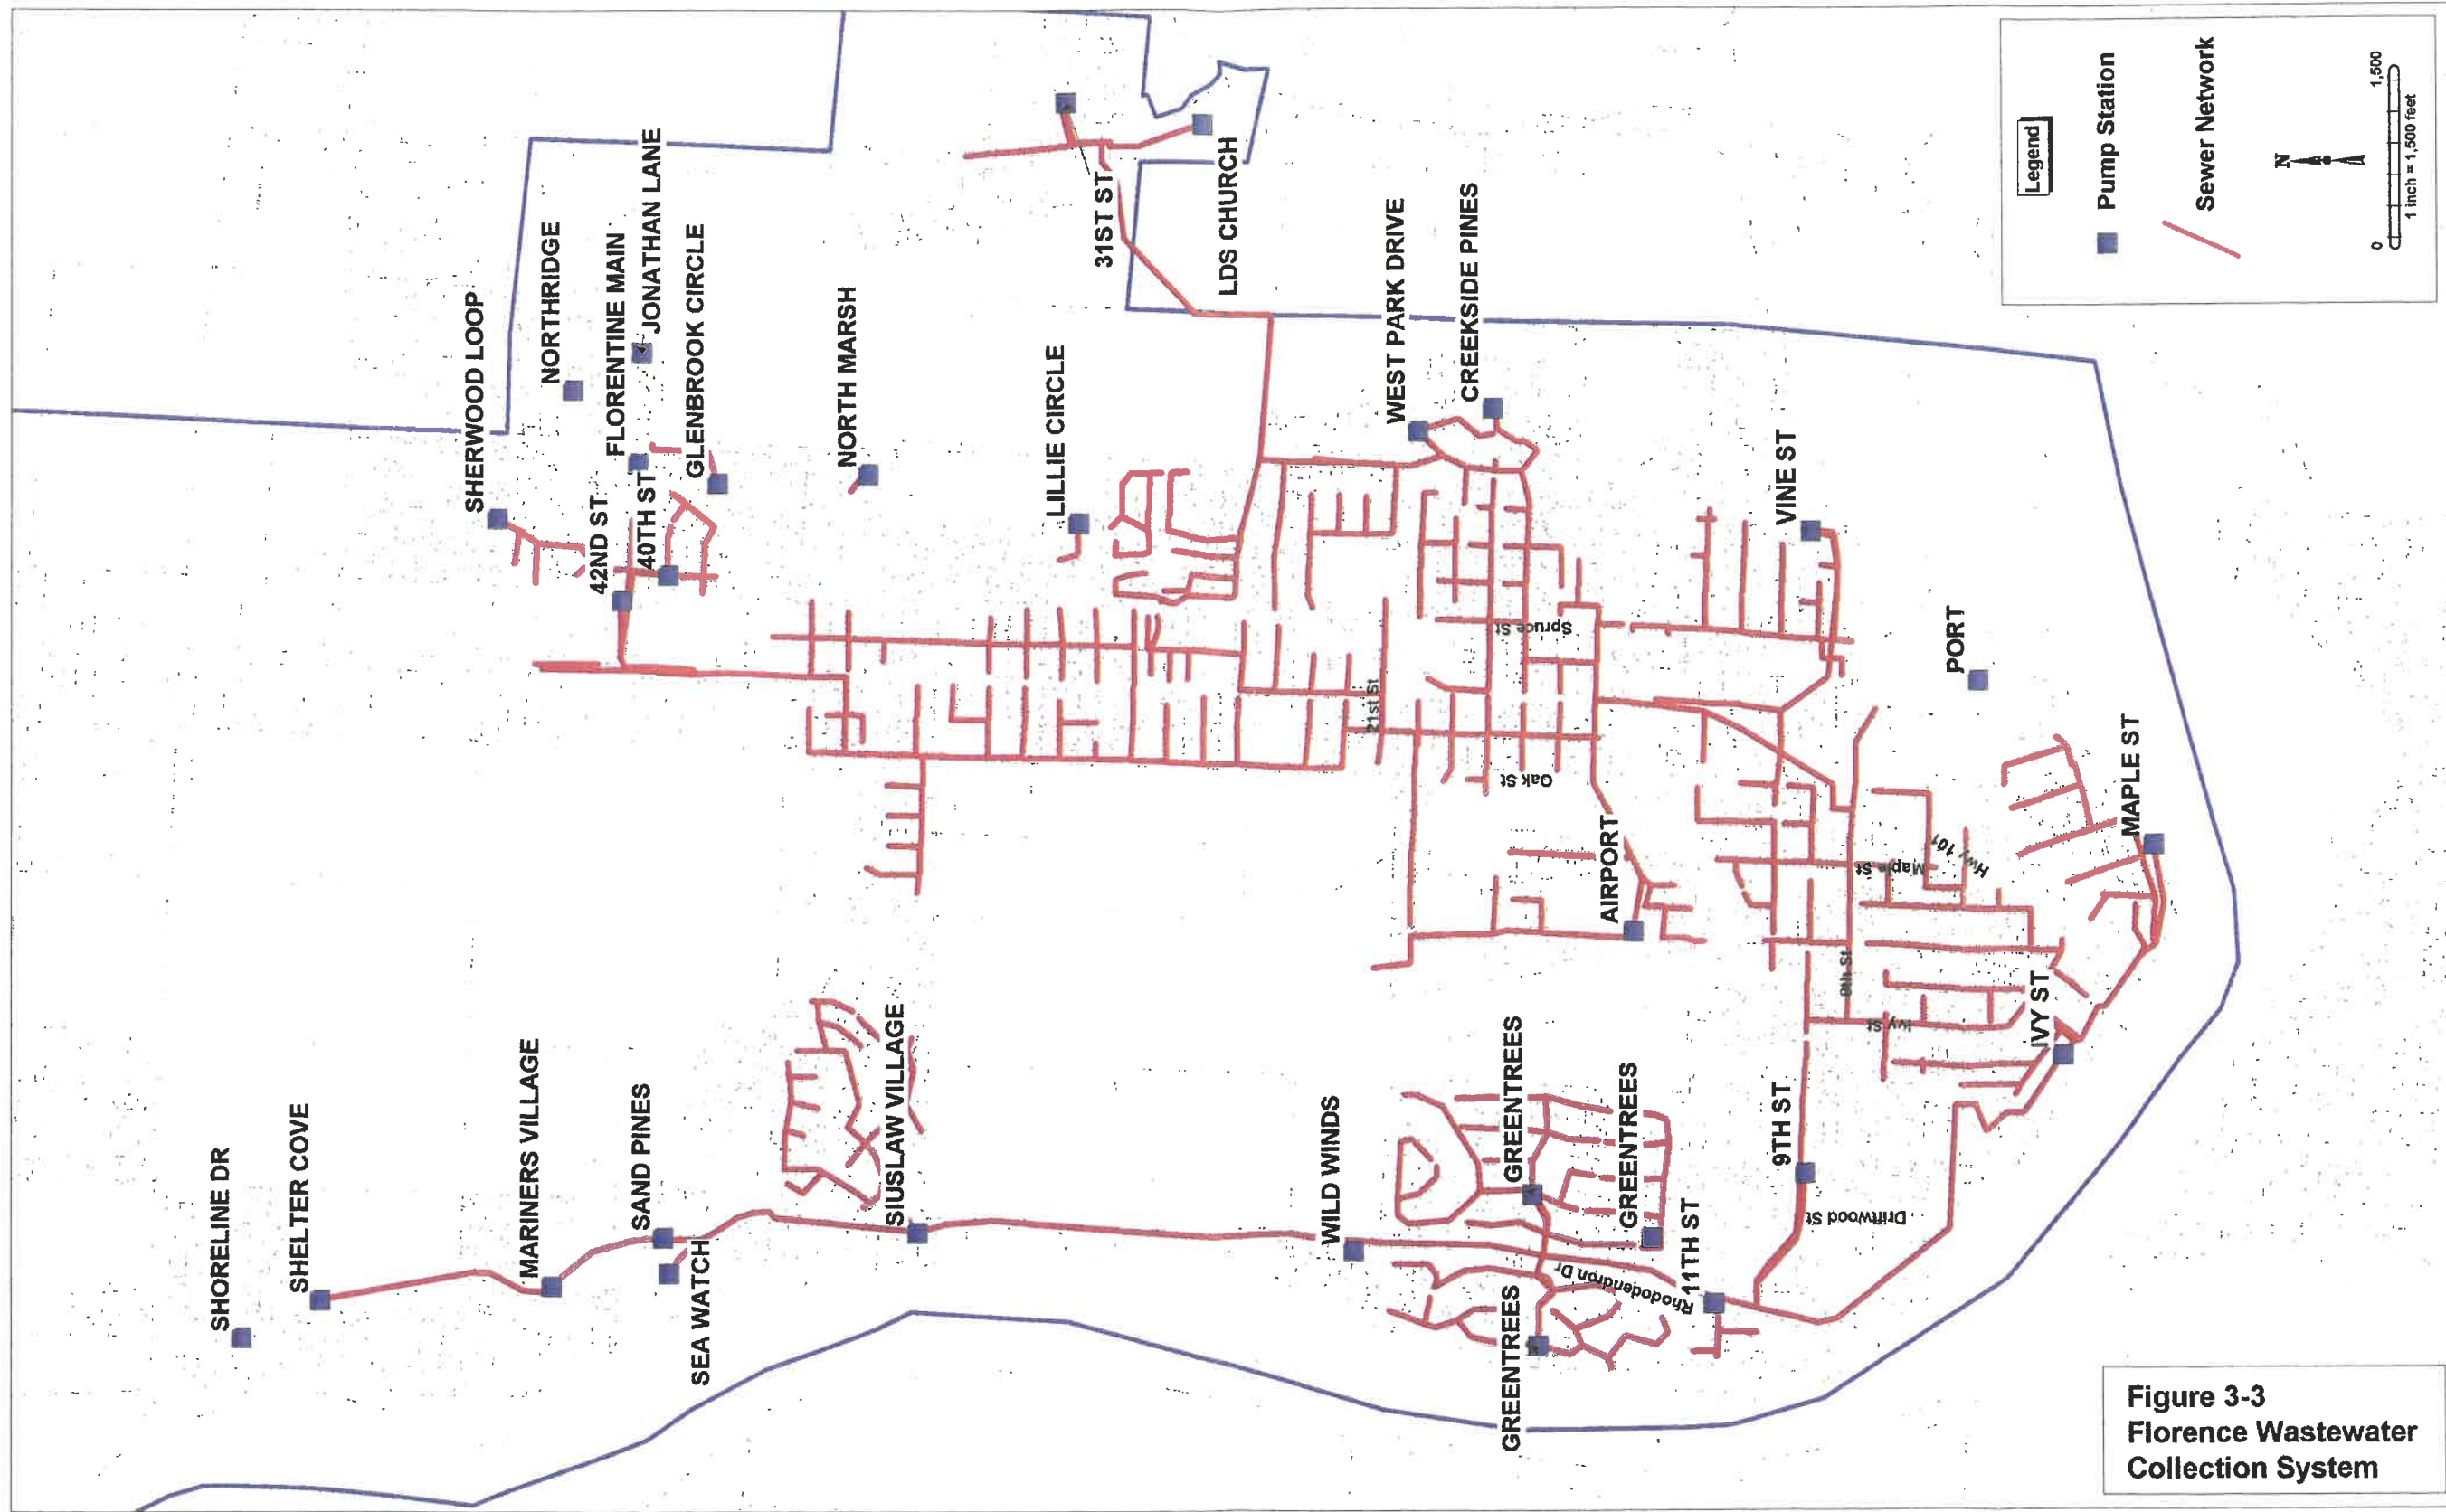 SHORELINE DR
SHELTER COVE
MARINERS VILLAGE
SAND PINES
SEA WATCH
SIUSLAW VILLAGE
SHERWOOD LOOP
NORTHRIDGE
FLORENTINE MAIN
JONATHAN LANE
GLENBROOK CIRCLE
42ND ST
40TH ST
NORTH MARSH
LILLIE CIRCLE
31ST ST
LDS CHURCH
WEST PARK DRIVE
CREEKSIDE PINES
VINE ST
PORT
MAPLE ST
AIRPORT
WILD WINDS
GREENTREES
GREENTREES
GREENTREES
11TH ST
9TH ST
IVY ST
Spruce St
21st St
Oak St
Maple St
Hwy 101
9th St
Ivy St
Driftwood St
Rhododendron Dr
Legend
Pump Station
Sewer Network
N
0 1,500
1 inch = 1,500 feet
Figure 3-3
Florence Wastewater
Collection System